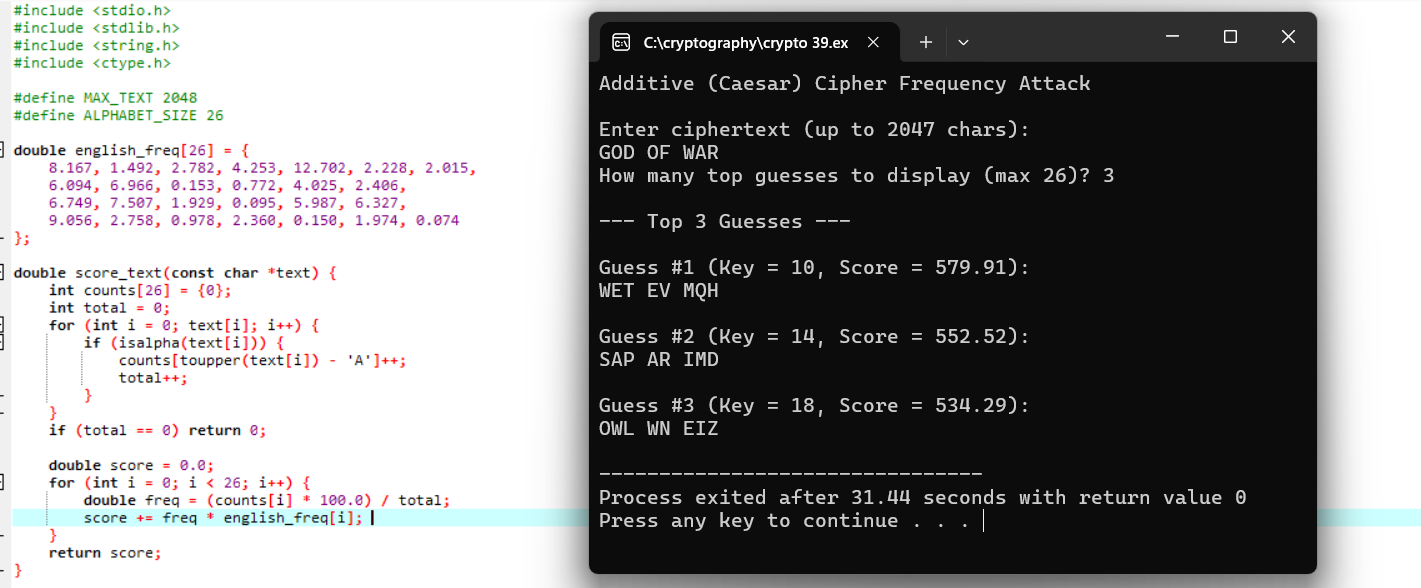 #include <stdio.h>
#include <stdlib.h>
#include <string.h>
#include <ctype.h>

#define MAX_TEXT 2048
#define ALPHABET_SIZE 26

double english_freq[26] = {
    8.167, 1.492, 2.782, 4.253, 12.702, 2.228, 2.015,
    6.094, 6.966, 0.153, 0.772, 4.025, 2.406,
    6.749, 7.507, 1.929, 0.095, 5.987, 6.327,
    9.056, 2.758, 0.978, 2.360, 0.150, 1.974, 0.074
};

double score_text(const char *text) {
    int counts[26] = {0};
    int total = 0;
    for (int i = 0; text[i]; i++) {
        if (isalpha(text[i])) {
            counts[toupper(text[i]) - 'A']++;
            total++;
        }
    }
    if (total == 0) return 0;

    double score = 0.0;
    for (int i = 0; i < 26; i++) {
        double freq = (counts[i] * 100.0) / total;
        score += freq * english_freq[i];
    }
    return score;
}
C:\cryptography\crypto 39.ex
Additive (Caesar) Cipher Frequency Attack

Enter ciphertext (up to 2047 chars):
GOD OF WAR
How many top guesses to display (max 26)? 3

--- Top 3 Guesses ---

Guess #1 (Key = 10, Score = 579.91):
WET EV MQH

Guess #2 (Key = 14, Score = 552.52):
SAP AR IMD

Guess #3 (Key = 18, Score = 534.29):
OWL WN EIZ

--------------------------------
Process exited after 31.44 seconds with return value 0
Press any key to continue . . .